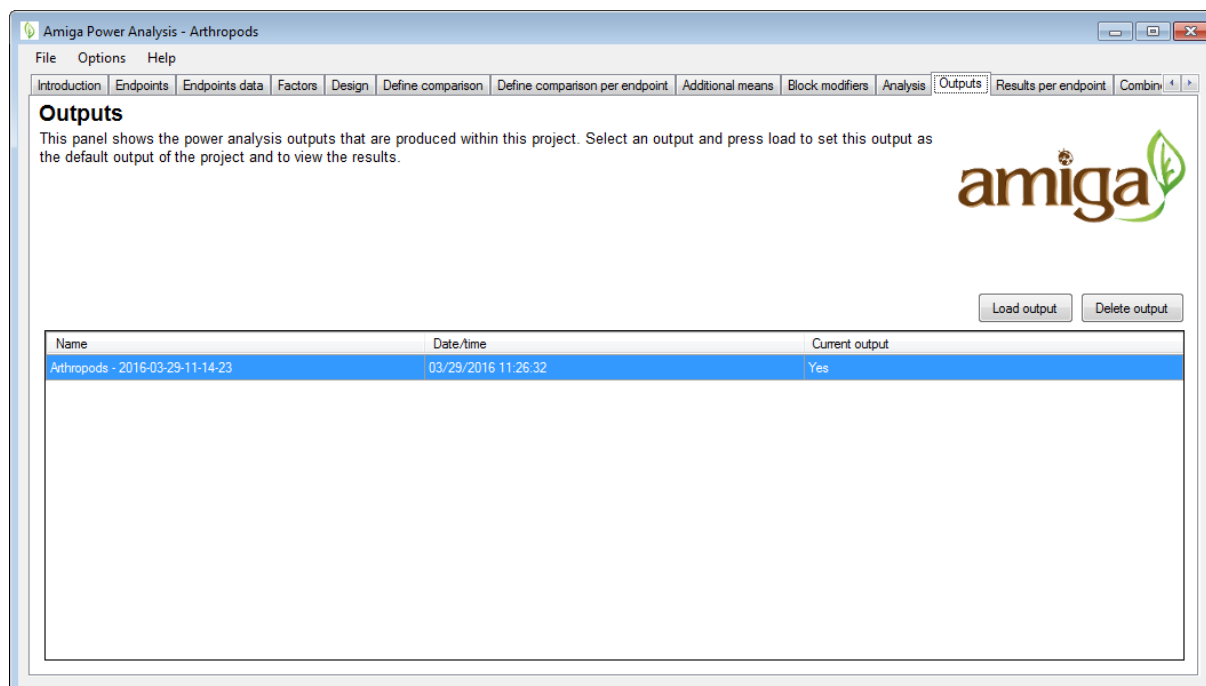 Amiga Power Analysis - Arthropods
File Options Help
Introduction Endpoints Endpoints data Factors Design Define comparison Define comparison per endpoint Additional means Block modifiers Analysis Outputs Results per endpoint Combin
Outputs
This panel shows the power analysis outputs that are produced within this project. Select an output and press load to set this output as
the default output of the project and to view the results.
amiga
Load output Delete output
Name Date/time Current output
Arthropods - 2016-03-29-11-14-23 03/29/2016 11:26:32 Yes